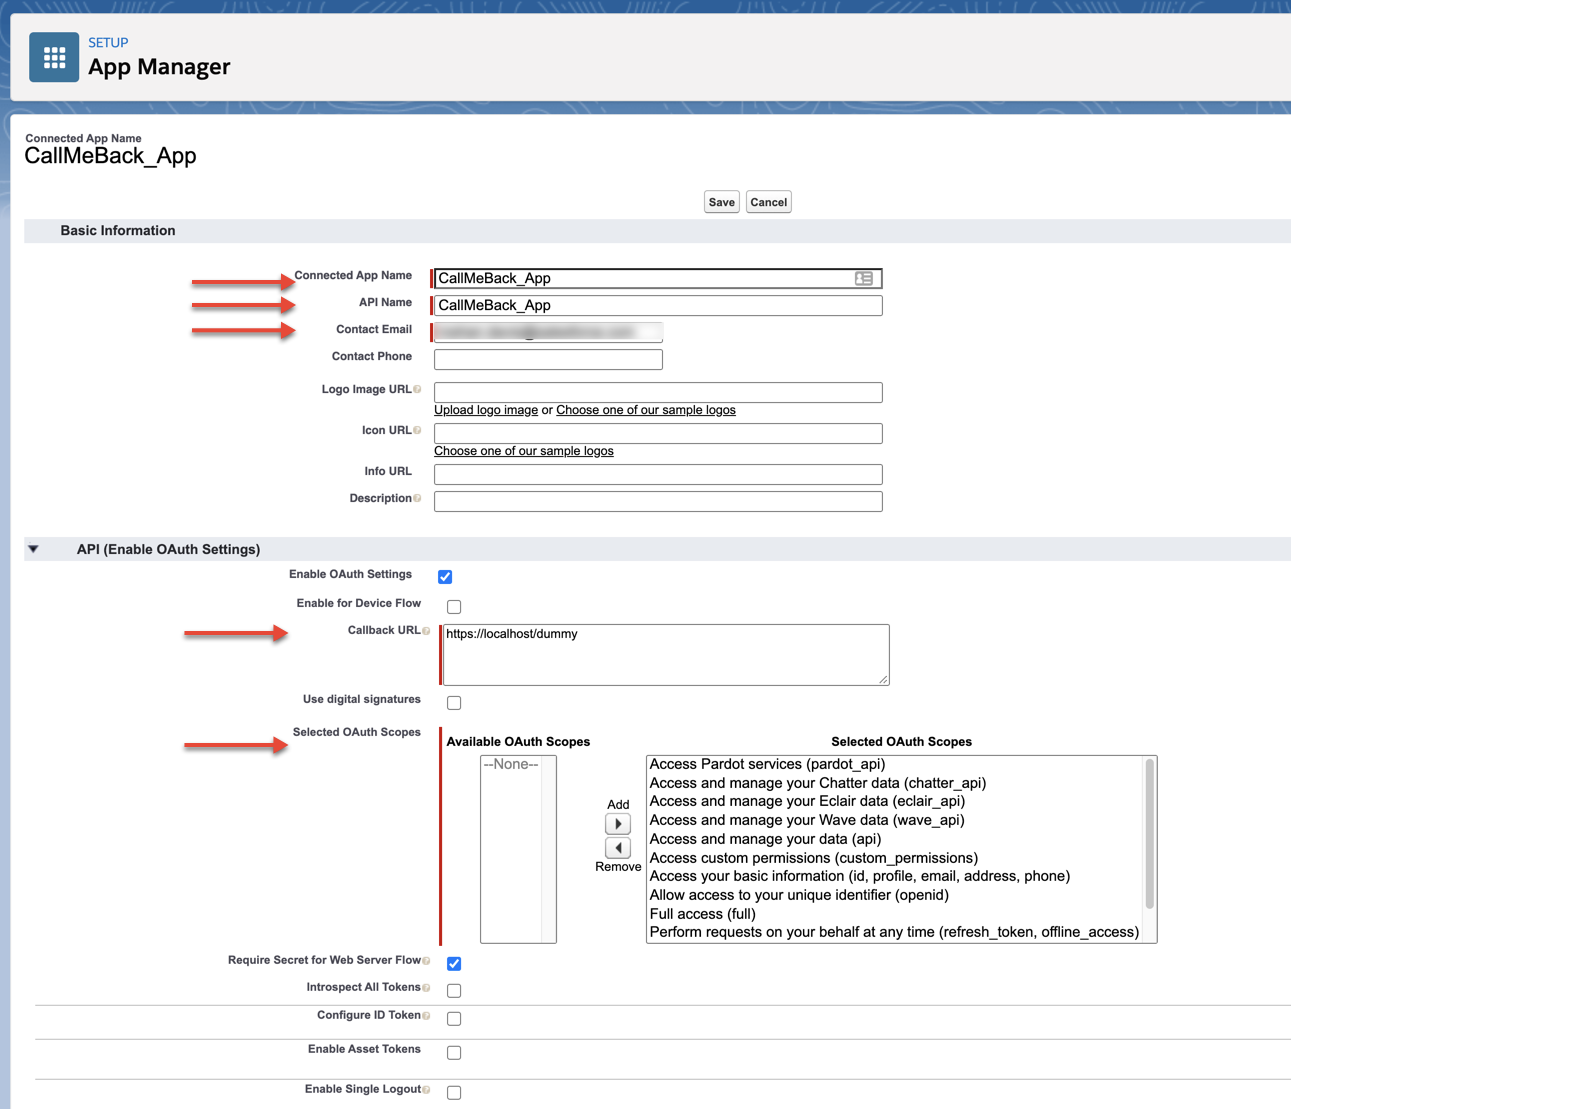 SETUP
App Manager
Connected App Name
CallMeBack_App
Save Cancel
Basic Information
Connected App Name CallMeBack_App
API Name CallMeBack_App
Contact Email
Contact Phone
Logo Image URL
Upload logo image or Choose one of our sample logos
Icon URL
Choose one of our sample logos
Info URL
Description
API (Enable OAuth Settings)
Enable OAuth Settings
Enable for Device Flow
Callback URL https://localhost/dummy
Use digital signatures
Selected OAuth Scopes
Available OAuth Scopes Selected OAuth Scopes
--None--
Add
Remove
Access Pardot services (pardot_api)
Access and manage your Chatter data (chatter_api)
Access and manage your Eclair data (eclair_api)
Access and manage your Wave data (wave_api)
Access and manage your data (api)
Access custom permissions (custom_permissions)
Access your basic information (id, profile, email, address, phone)
Allow access to your unique identifier (openid)
Full access (full)
Perform requests on your behalf at any time (refresh_token, offline_access)
Require Secret for Web Server Flow
Introspect All Tokens
Configure ID Token
Enable Asset Tokens
Enable Single Logout